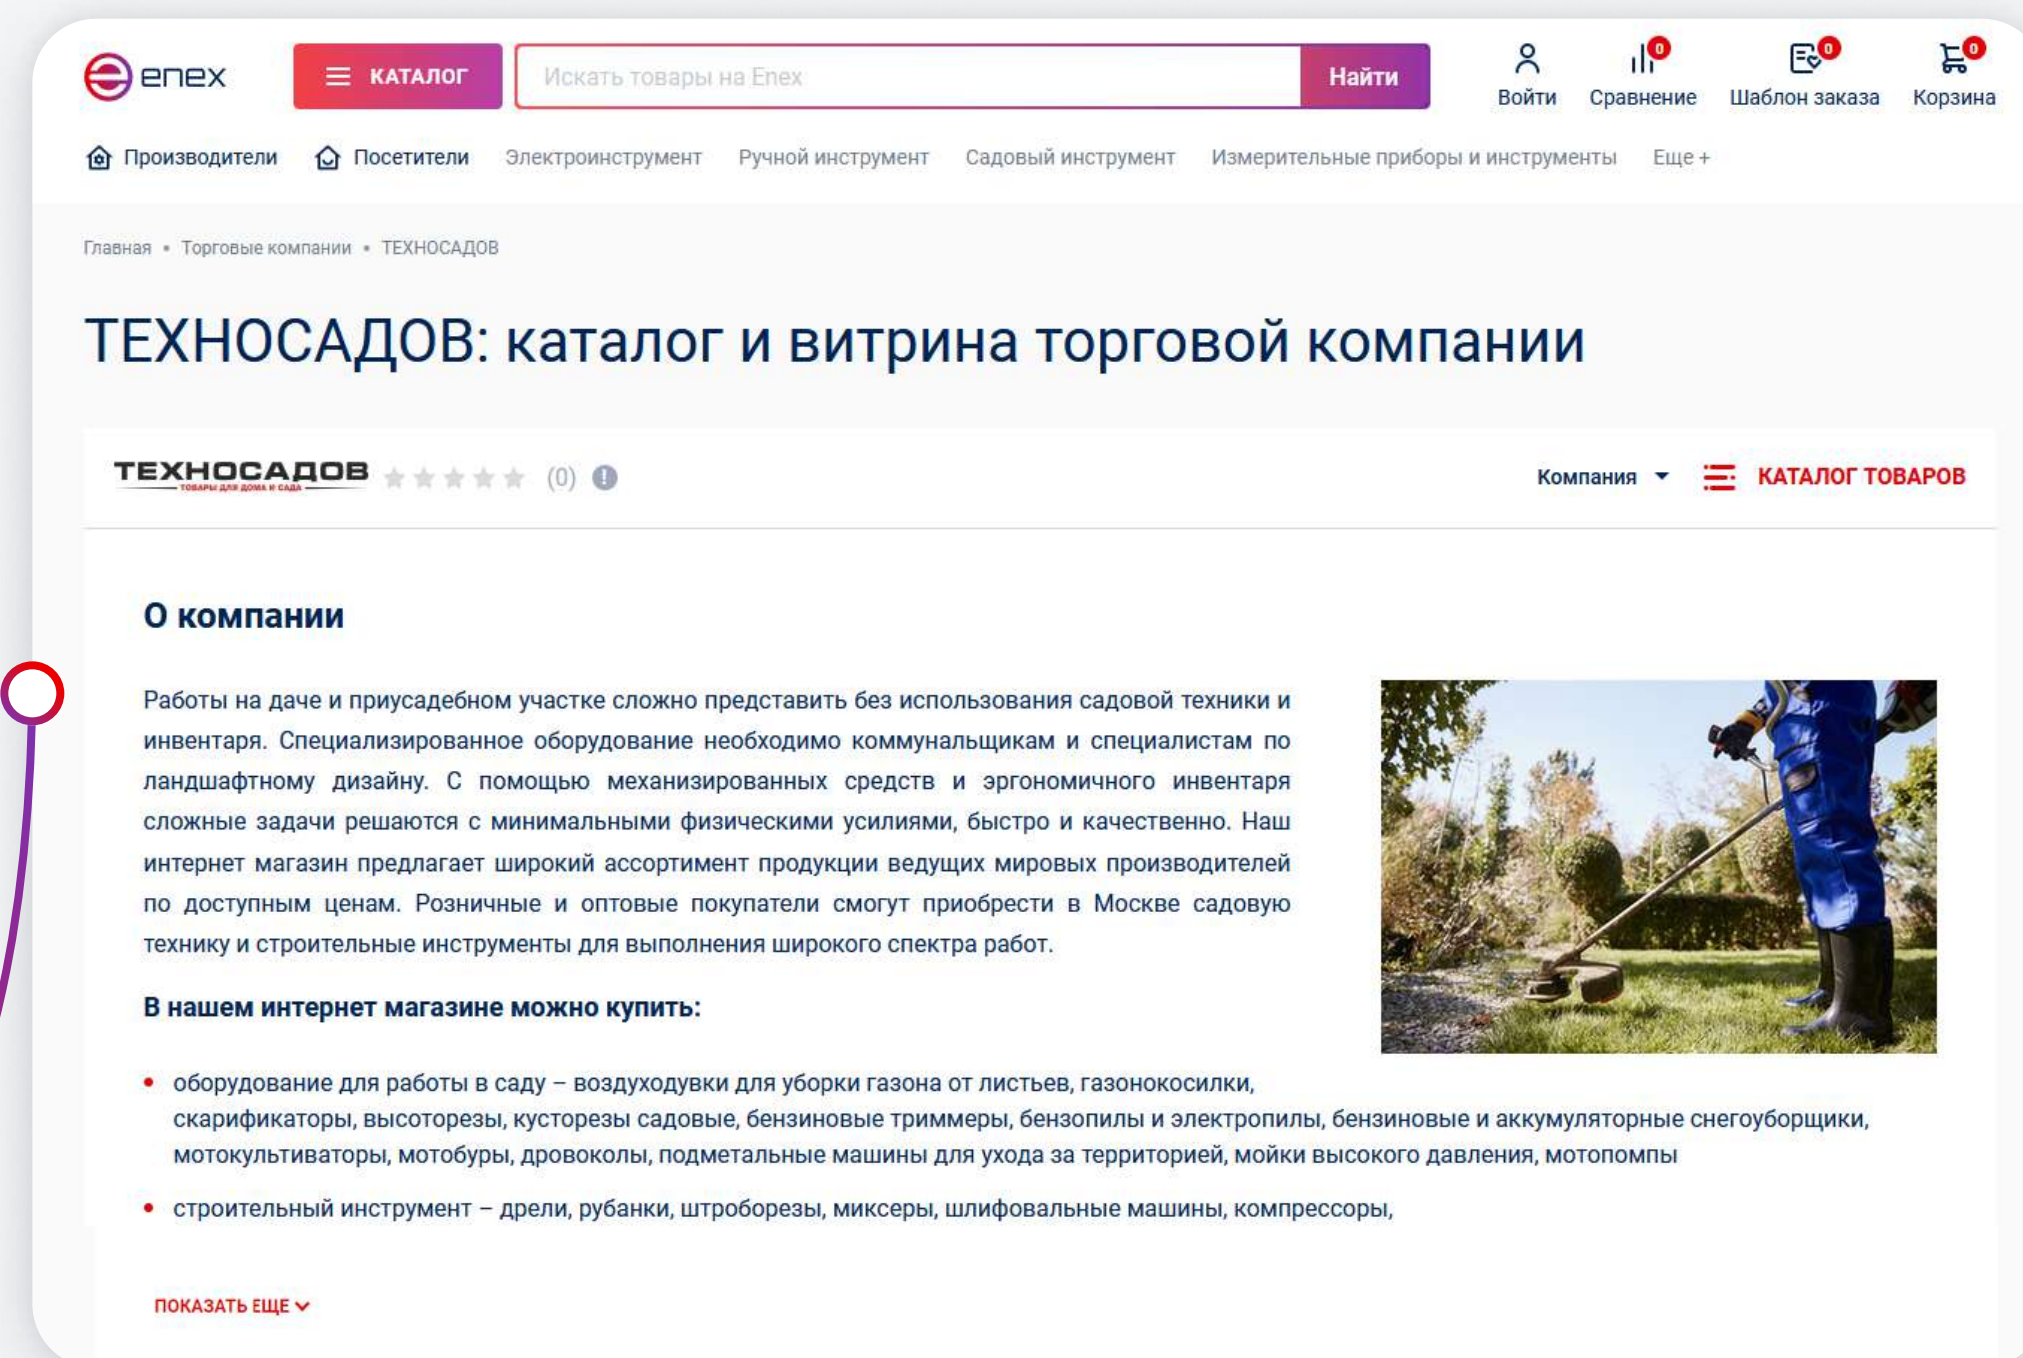 enex
КАТАЛОГ
Искать товары на Enex
Найти
Войти
0
Сравнение
0
Шаблон заказа
0
Корзина
Производители
Посетители
Электроинструмент
Ручной инструмент
Садовый инструмент
Измерительные приборы и инструменты
Еще +
Главная • Торговые компании • ТЕХНОСАДОВ
ТЕХНОСАДОВ: каталог и витрина торговой компании
ТЕХНОСАДОВ
ТОВАРЫ ДЛЯ ДОМА И САДА
(0)
Компания
КАТАЛОГ ТОВАРОВ
О компании
Работы на даче и приусадебном участке сложно представить без использования садовой техники и
инвентаря. Специализированное оборудование необходимо коммунальщикам и специалистам по
ландшафтному дизайну. С помощью механизированных средств и эргономичного инвентаря
сложные задачи решаются с минимальными физическими усилиями, быстро и качественно. Наш
интернет магазин предлагает широкий ассортимент продукции ведущих мировых производителей
по доступным ценам. Розничные и оптовые покупатели смогут приобрести в Москве садовую
технику и строительные инструменты для выполнения широкого спектра работ.
В нашем интернет магазине можно купить:
• оборудование для работы в саду – воздуходувки для уборки газона от листьев, газонокосилки,
скарификаторы, высоторезы, кусторезы садовые, бензиновые триммеры, бензопилы и электропилы, бензиновые и аккумуляторные снегоуборщики,
мотокультиваторы, мотобуры, дровоколы, подметальные машины для ухода за территорией, мойки высокого давления, мотопомпы
• строительный инструмент – дрели, рубанки, штроборезы, миксеры, шлифовальные машины, компрессоры,
ПОКАЗАТЬ ЕЩЕ